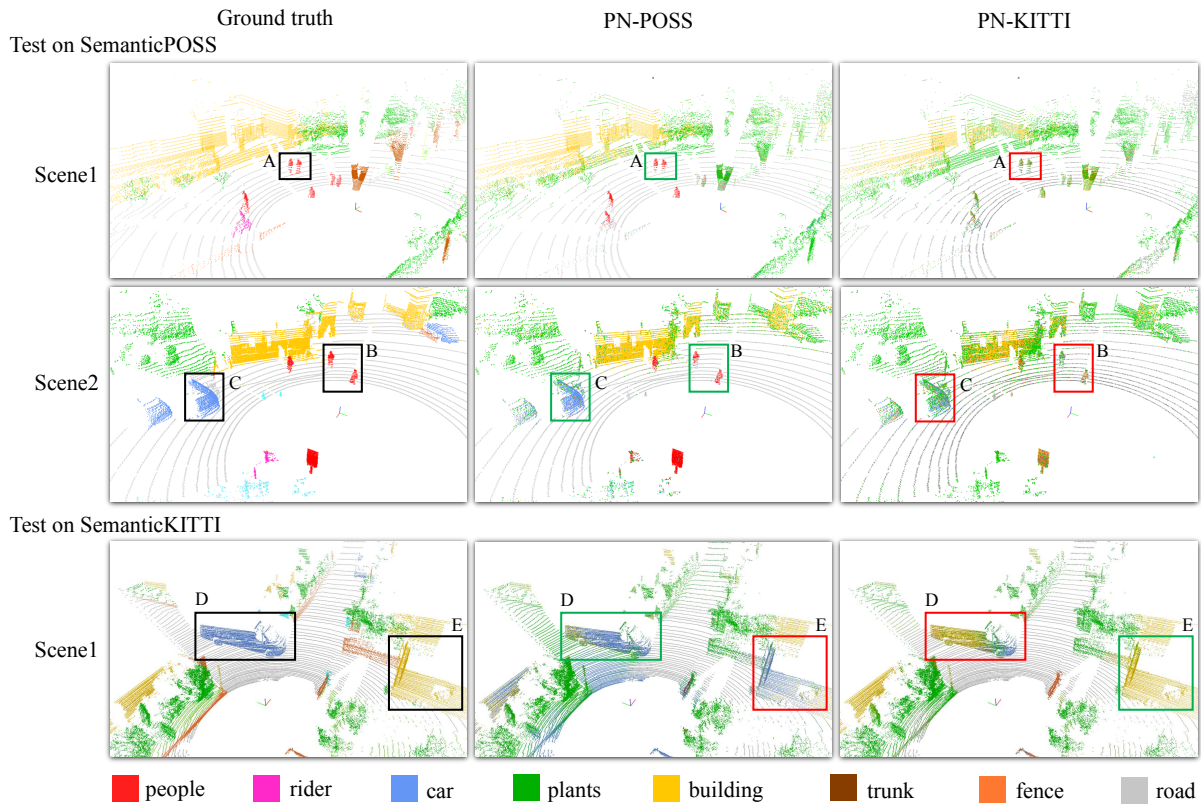 Ground truth PN-POSS PN-KITTI
Test on SemanticPOSS
A A A
Scene1
B B B
Scene2 C C C
Test on SemanticKITTI
D D D
E E E
Scene1
people rider car plants building trunk fence road